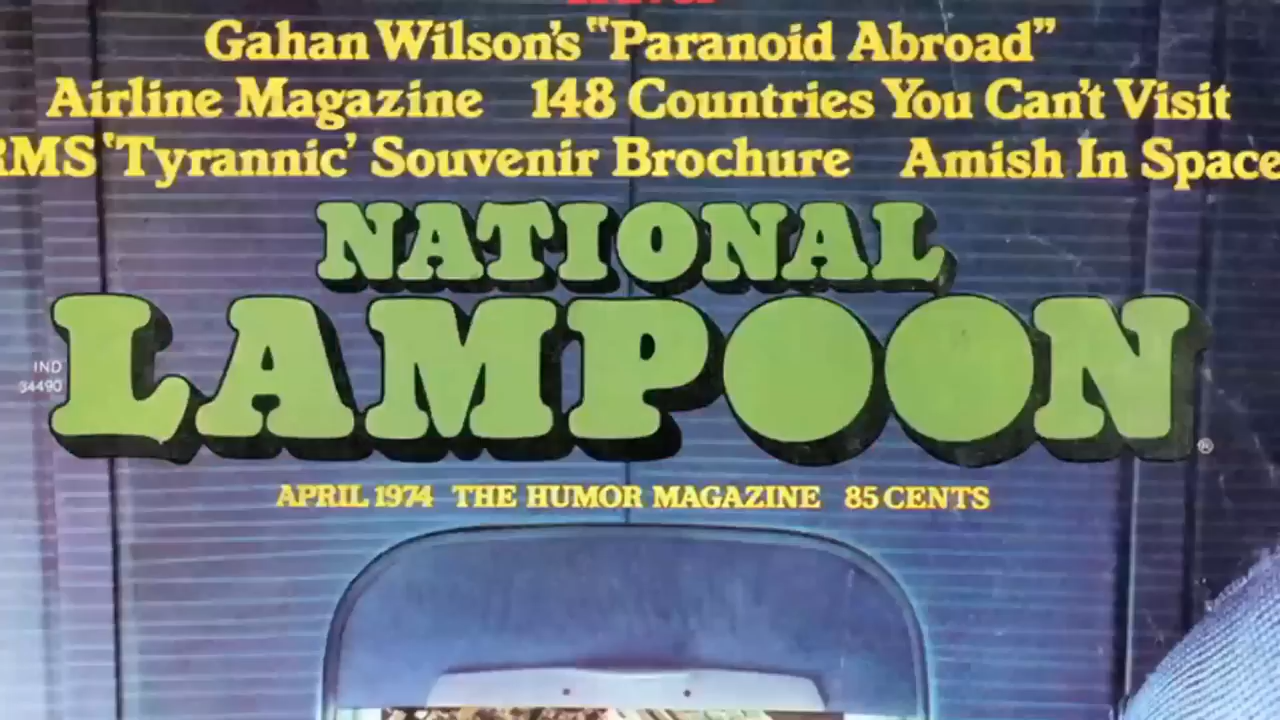 Gahan Wilson's "Paranoid Abroad"
Airline Magazine 148 Countries You Can't Visit
RMS 'Tyrannic' Souvenir Brochure Amish In Space
NATIONAL
LAMPOON
IND
34490
®
APRIL 1974 THE HUMOR MAGAZINE 85 CENTS